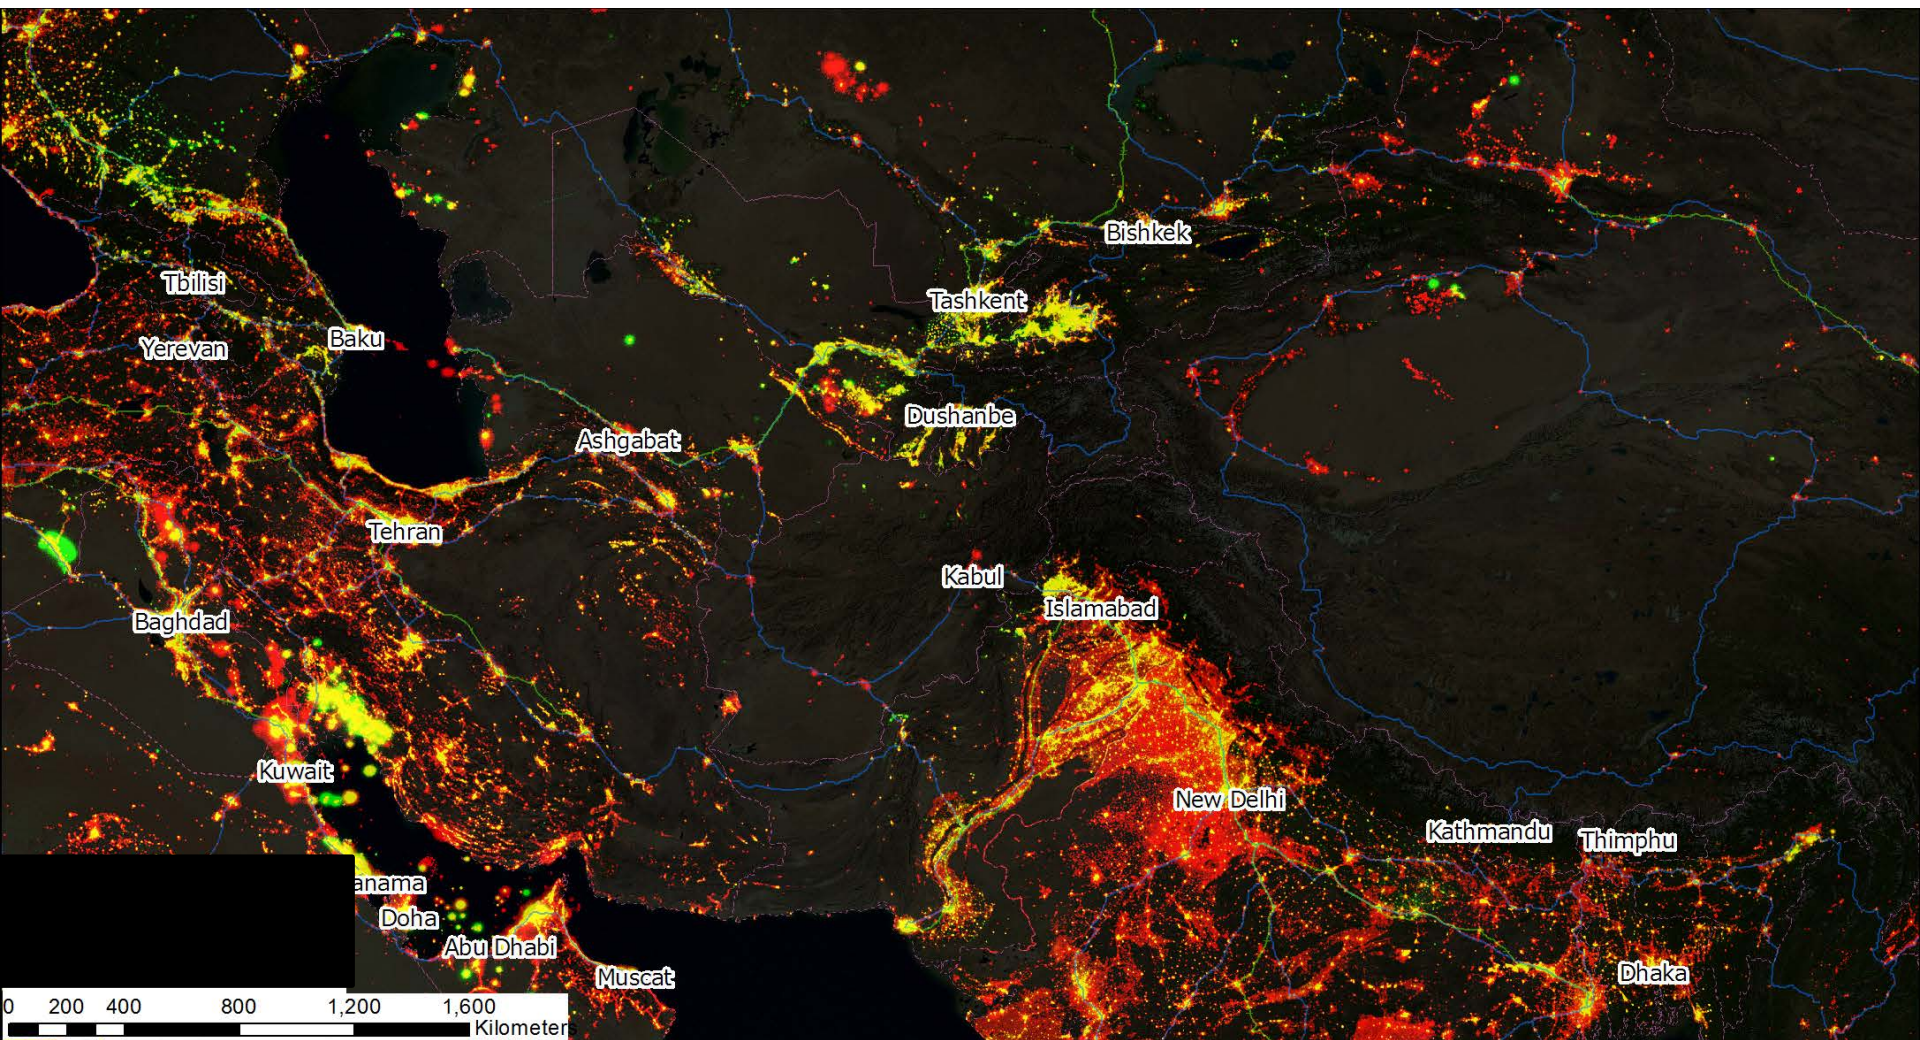 Bishkek
Tbilisi
Tashkent
Baku
Yerevan
Dushanbe
Ashgabat
Tehran
Kabul
Islamabad
Baghdad
Kuwait
New Delhi
Kathmandu
Thimphu
anama
Doha
Abu Dhabi
Muscat
Dhaka
0 200 400 800 1,200 1,600
Kilometers